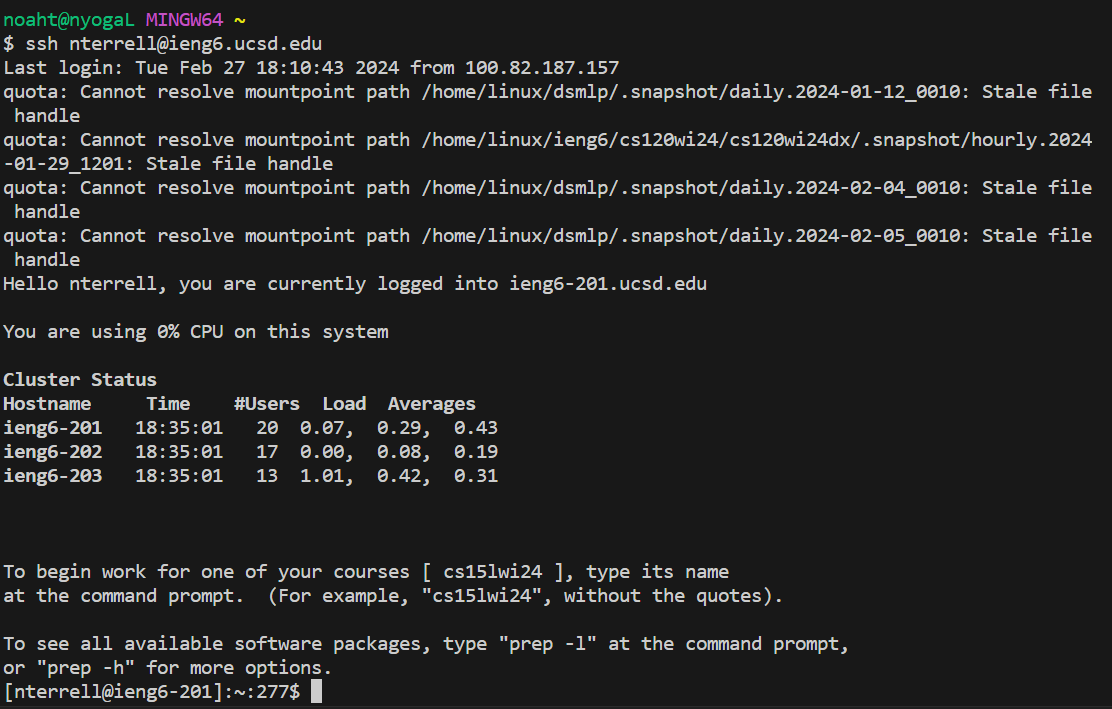 noaht@nyogaL MINGW64 ~
$ ssh nterrell@ieng6.ucsd.edu
Last login: Tue Feb 27 18:10:43 2024 from 100.82.187.157
quota: Cannot resolve mountpoint path /home/linux/dsmlp/.snapshot/daily.2024-01-12_0010: Stale file
 handle
quota: Cannot resolve mountpoint path /home/linux/ieng6/cs120wi24/cs120wi24dx/.snapshot/hourly.2024
-01-29_1201: Stale file handle
quota: Cannot resolve mountpoint path /home/linux/dsmlp/.snapshot/daily.2024-02-04_0010: Stale file
 handle
quota: Cannot resolve mountpoint path /home/linux/dsmlp/.snapshot/daily.2024-02-05_0010: Stale file
 handle
Hello nterrell, you are currently logged into ieng6-201.ucsd.edu

You are using 0% CPU on this system

Cluster Status
Hostname     Time    #Users  Load  Averages
ieng6-201   18:35:01   20  0.07,  0.29,  0.43
ieng6-202   18:35:01   17  0.00,  0.08,  0.19
ieng6-203   18:35:01   13  1.01,  0.42,  0.31

To begin work for one of your courses [ cs15lwi24 ], type its name
at the command prompt.  (For example, "cs15lwi24", without the quotes).

To see all available software packages, type "prep -l" at the command prompt,
or "prep -h" for more options.
[nterrell@ieng6-201]:~:277$